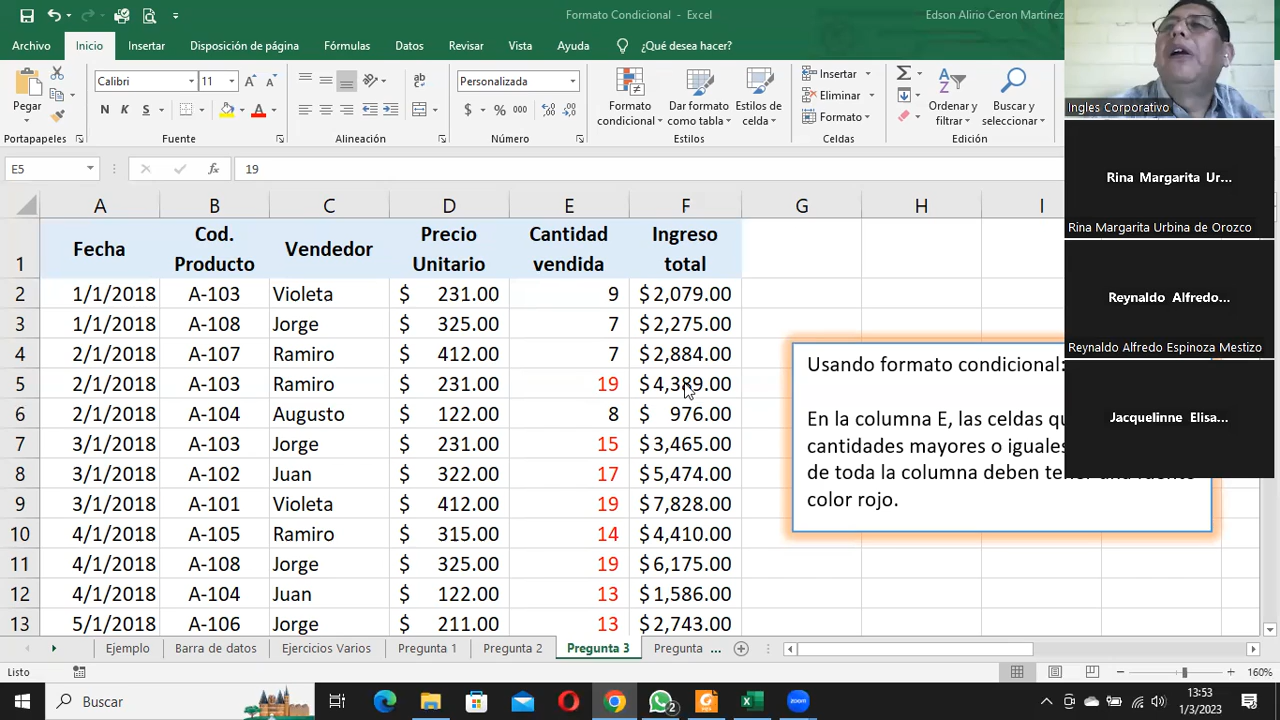 Formato Condicional - Excel
Edson Alirio Ceron Martinez
Archivo Inicio Insertar Disposición de página Fórmulas Datos Revisar Vista Ayuda ¿Qué desea hacer?
Calibri 11 Personalizada
Pegar
N K S
$ % 000
Formato condicional
Dar formato como tabla
Estilos de celda
Insertar
Eliminar
Formato
Ordenar y filtrar
Buscar y seleccionar
Portapapeles Fuente Alineación Número Estilos Celdas Edición
E5 fx 19
A B C D E F G H I
1 Fecha Cod. Producto Vendedor Precio Unitario Cantidad vendida Ingreso total
2 1/1/2018 A-103 Violeta $ 231.00 9 $ 2,079.00
3 1/1/2018 A-108 Jorge $ 325.00 7 $ 2,275.00
4 2/1/2018 A-107 Ramiro $ 412.00 7 $ 2,884.00
5 2/1/2018 A-103 Ramiro $ 231.00 19 $ 4,389.00
6 2/1/2018 A-104 Augusto $ 122.00 8 $ 976.00
7 3/1/2018 A-103 Jorge $ 231.00 15 $ 3,465.00
8 3/1/2018 A-102 Juan $ 322.00 17 $ 5,474.00
9 3/1/2018 A-101 Violeta $ 412.00 19 $ 7,828.00
10 4/1/2018 A-105 Ramiro $ 315.00 14 $ 4,410.00
11 4/1/2018 A-108 Jorge $ 325.00 19 $ 6,175.00
12 4/1/2018 A-104 Juan $ 122.00 13 $ 1,586.00
13 5/1/2018 A-106 Jorge $ 211.00 13 $ 2,743.00
Usando formato condicional:
En la columna E, las celdas qu
cantidades mayores o iguales
de toda la columna deben
color rojo.
Ingles Corporativo
Rina Margarita Ur...
Rina Margarita Urbina de Orozco
Reynaldo Alfredo...
Reynaldo Alfredo Espinoza Mestizo
Jacquelinne Elisa...
Ejemplo Barra de datos Ejercicios Varios Pregunta 1 Pregunta 2 Pregunta 3 Pregunta ...
Listo
160%
Buscar
2
13:53
1/3/2023